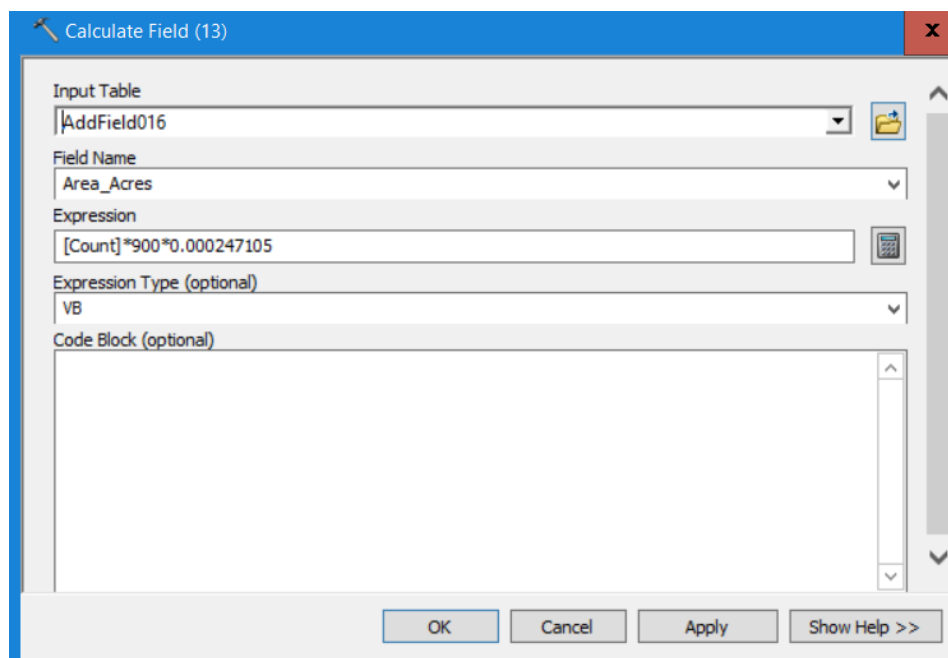 Calculate Field (13)
Input Table
AddField016
Field Name
Area_Acres
Expression
[Count]*900*0.000247105
Expression Type (optional)
VB
Code Block (optional)
OK Cancel Apply Show Help >>